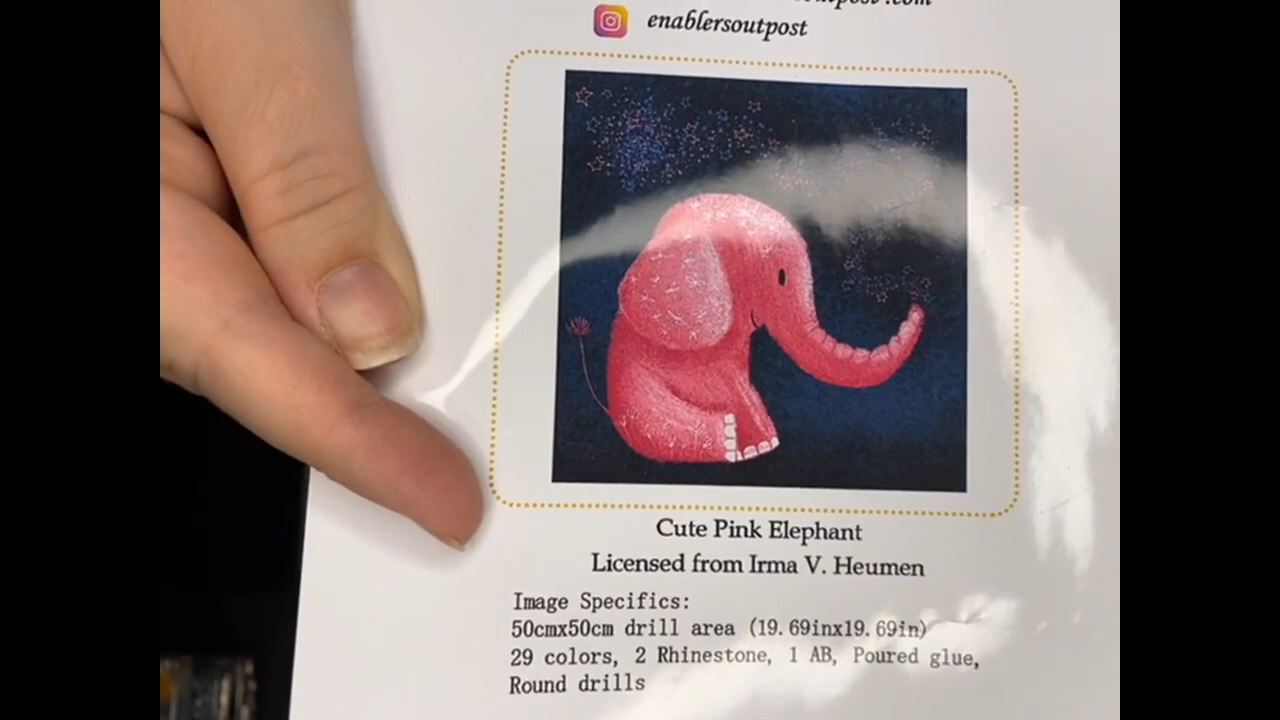 enablersoutpost
Cute Pink Elephant
Licensed from Irma V. Heumen
Image Specifics:
50cmx50cm drill area (19.69inx19.69in)
29 colors, 2 Rhinestone, 1 AB, Poured glue,
Round drills